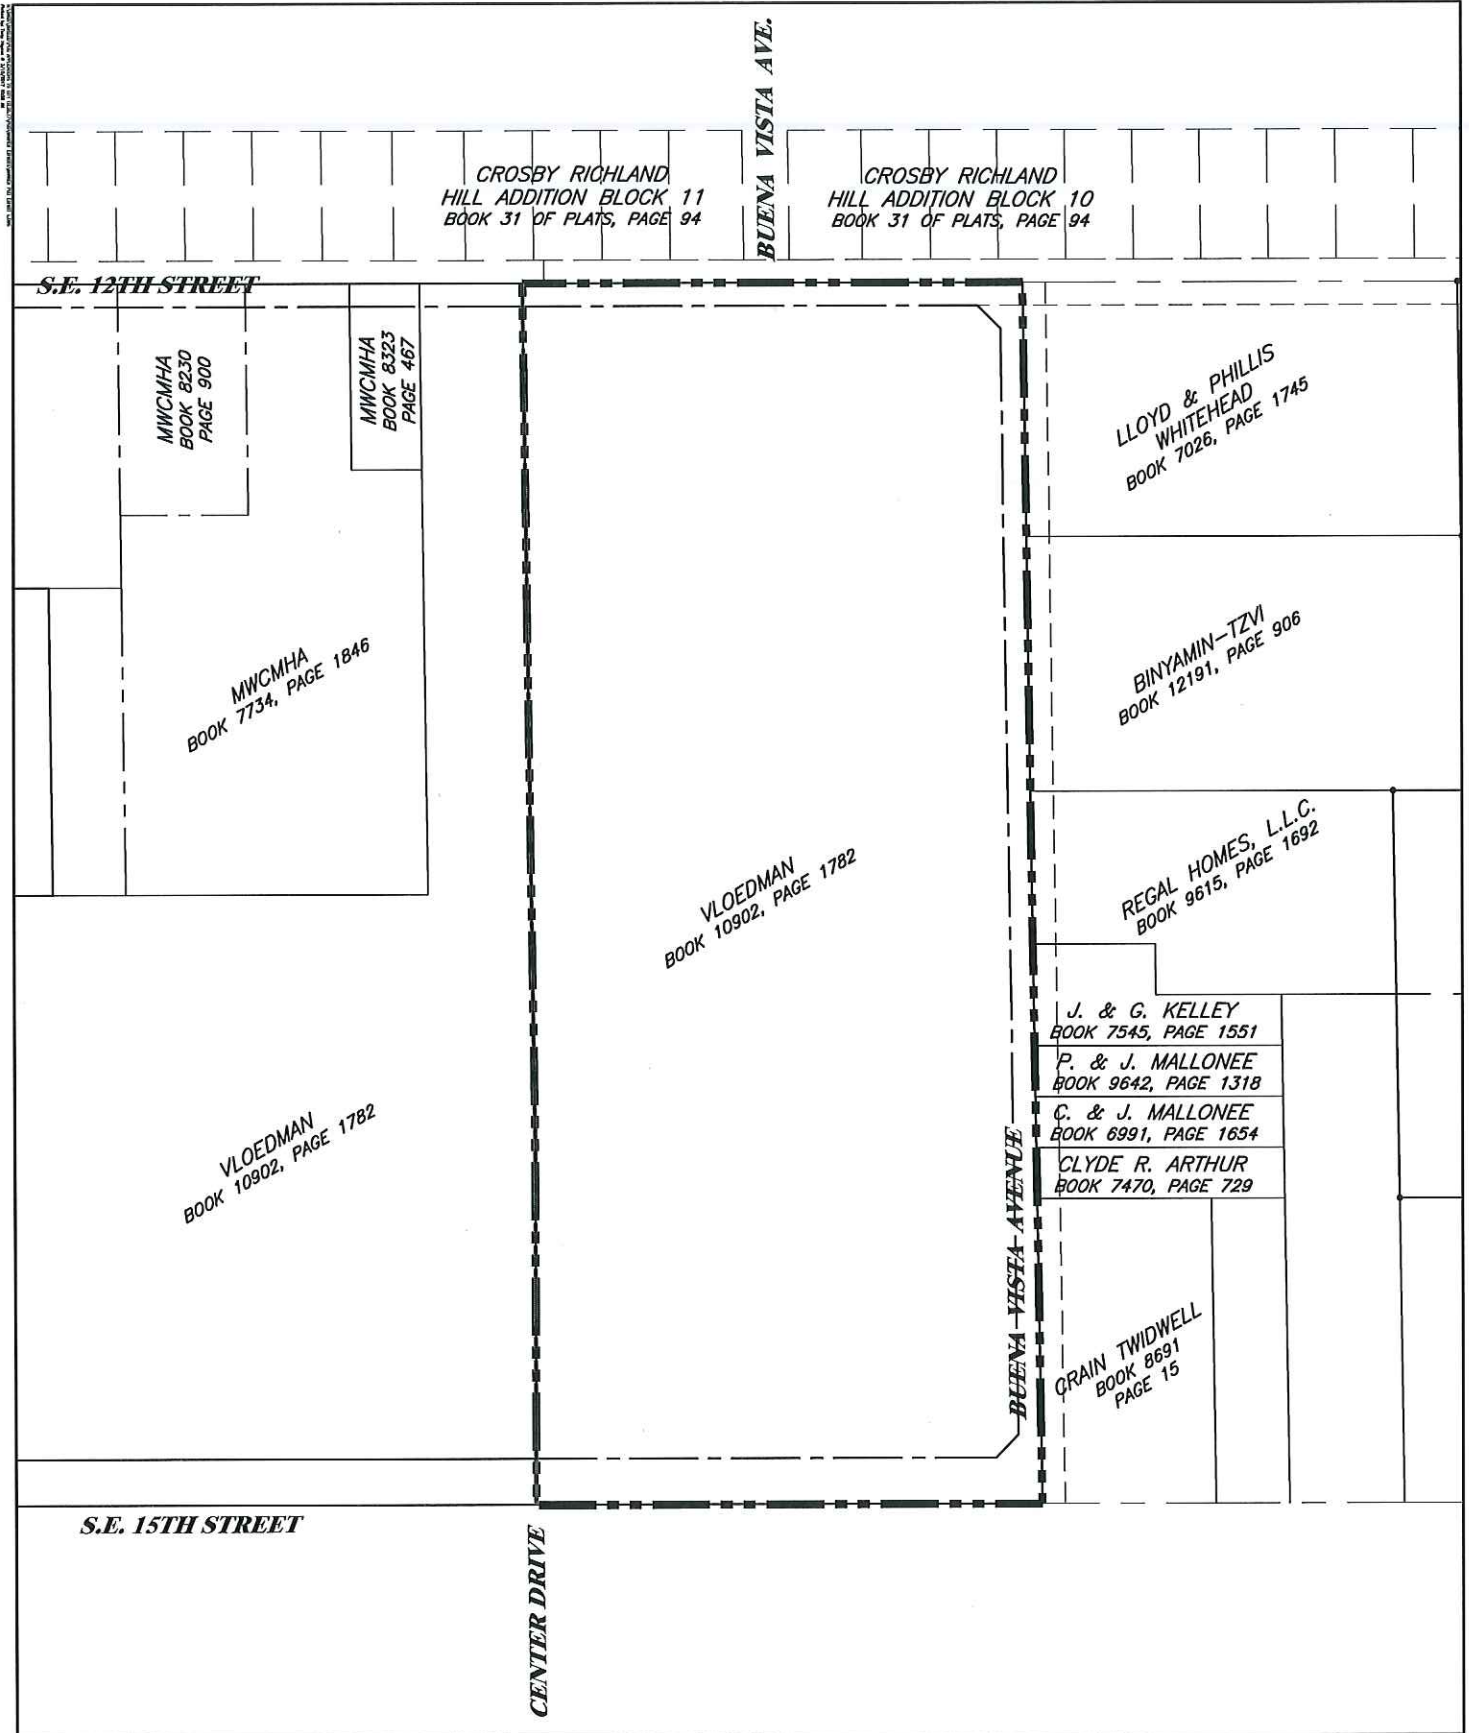 BUENA VISTA AVE.
CROSBY RICHLAND
HILL ADDITION BLOCK 11
BOOK 31 OF PLATS, PAGE 94
CROSBY RICHLAND
HILL ADDITION BLOCK 10
BOOK 31 OF PLATS, PAGE 94
S.E. 12TH STREET
MWCMHA
BOOK 8230
PAGE 900
MWCMHA
BOOK 8323
PAGE 467
LLOYD & PHILLIS
WHITEHEAD
BOOK 7026, PAGE 1745
MWCMHA
BOOK 7734, PAGE 1846
BINYAMIN-TZVI
BOOK 12191, PAGE 906
VLOEDMAN
BOOK 10902, PAGE 1782
REGAL HOMES, L.L.C.
BOOK 9615, PAGE 1692
J. & G. KELLEY
BOOK 7545, PAGE 1551
P. & J. MALLONEE
BOOK 9642, PAGE 1318
C. & J. MALLONEE
BOOK 6991, PAGE 1654
CLYDE R. ARTHUR
BOOK 7470, PAGE 729
VLOEDMAN
BOOK 10902, PAGE 1782
BUENA VISTA AVENUE
CRAIN TWIDWELL
BOOK 8691
PAGE 15
S.E. 15TH STREET
CENTER DRIVE